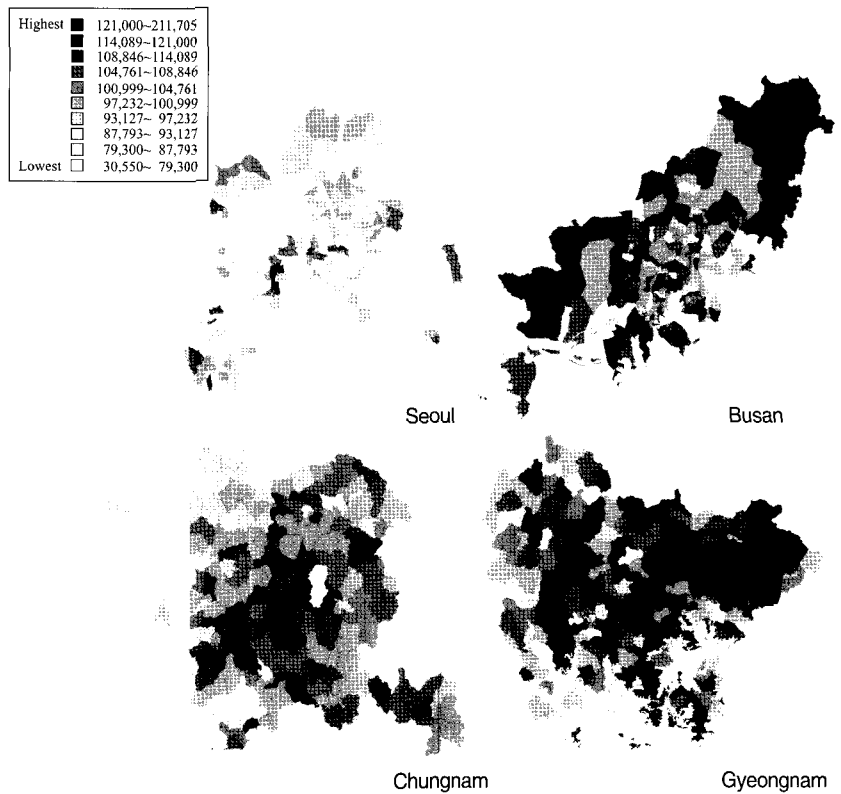 Highest 121,000~211,705
114,089~121,000
108,846~114,089
104,761~108,846
100,999~104,761
97,232~100,999
93,127~ 97,232
87,793~ 93,127
79,300~ 87,793
Lowest 30,550~ 79,300
Seoul
Busan
Chungnam
Gyeongnam